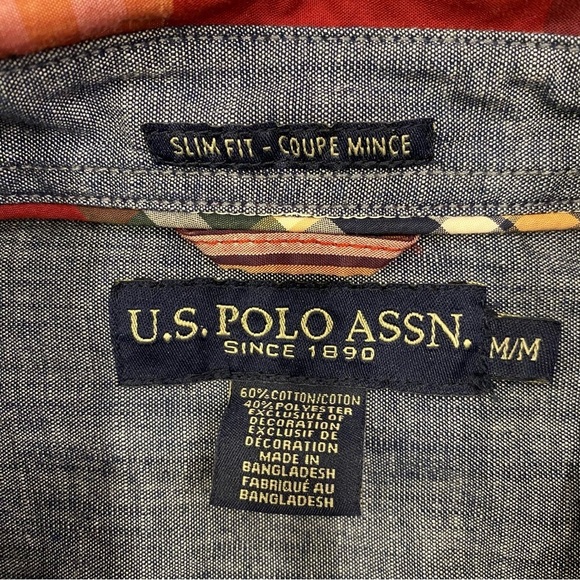 SLIM FIT - COUPE MINCE
U.S. POLO ASSN.
SINCE 1890
M/M
60% COTTON/COTON
40% POLYESTER
EXCLUSIVE OF
DECORATION
EXCLUSIF DE
DÉCORATION
MADE IN
BANGLADESH
FABRIQUÉ AU
BANGLADESH